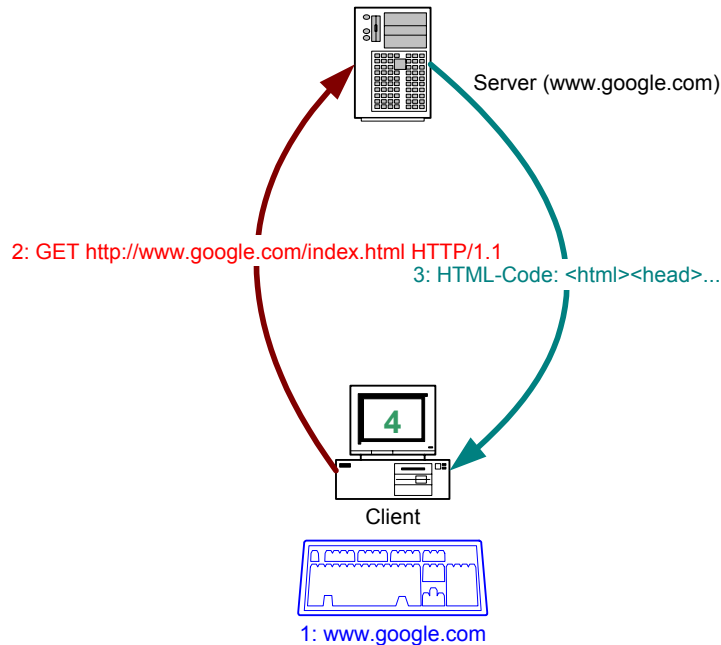 Server (www.google.com)
2: GET http://www.google.com/index.html HTTP/1.1
3: HTML-Code: <html><head>...
4
Client
1: www.google.com